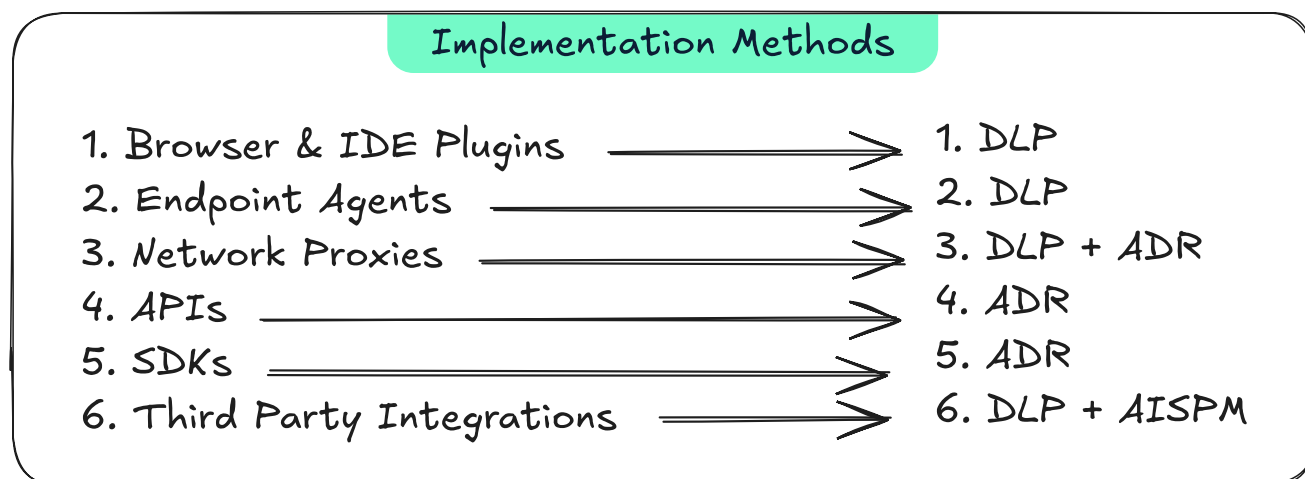 Implementation Methods
1. Browser & IDE Plugins
2. Endpoint Agents
3. Network Proxies
4. APIs
5. SDKs
6. Third Party Integrations
1. DLP
2. DLP
3. DLP + ADR
4. ADR
5. ADR
6. DLP + AISPM